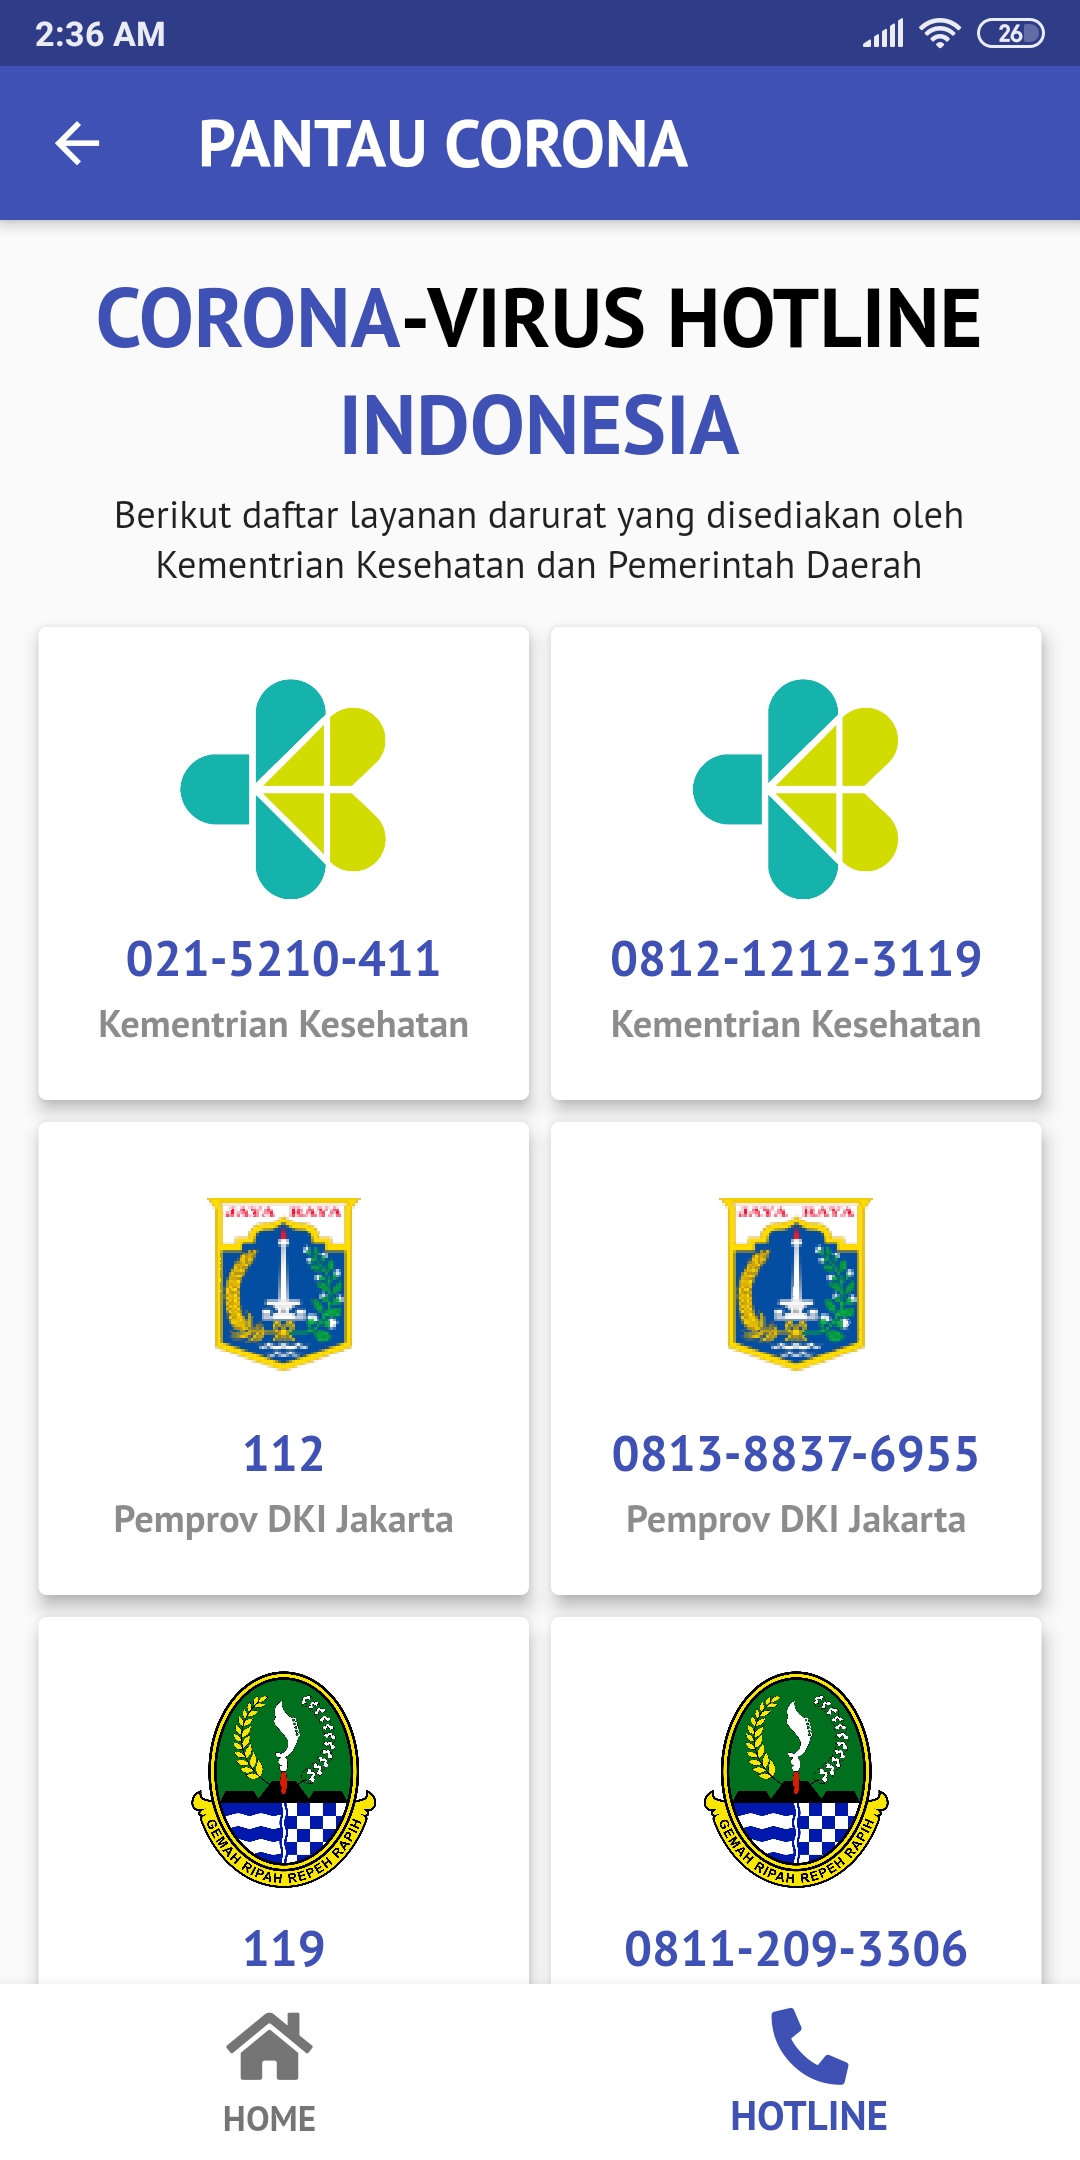 2:36 AM
26
PANTAU CORONA
CORONA-VIRUS HOTLINE
INDONESIA
Berikut daftar layanan darurat yang disediakan oleh
Kementrian Kesehatan dan Pemerintah Daerah
021-5210-411
Kementrian Kesehatan
0812-1212-3119
Kementrian Kesehatan
JAYA RAYA
112
Pemprov DKI Jakarta
JAYA RAYA
0813-8837-6955
Pemprov DKI Jakarta
GEMAH RIPAH REPEH RAPIH
119
GEMAH RIPAH REPEH RAPIH
0811-209-3306
HOME
HOTLINE